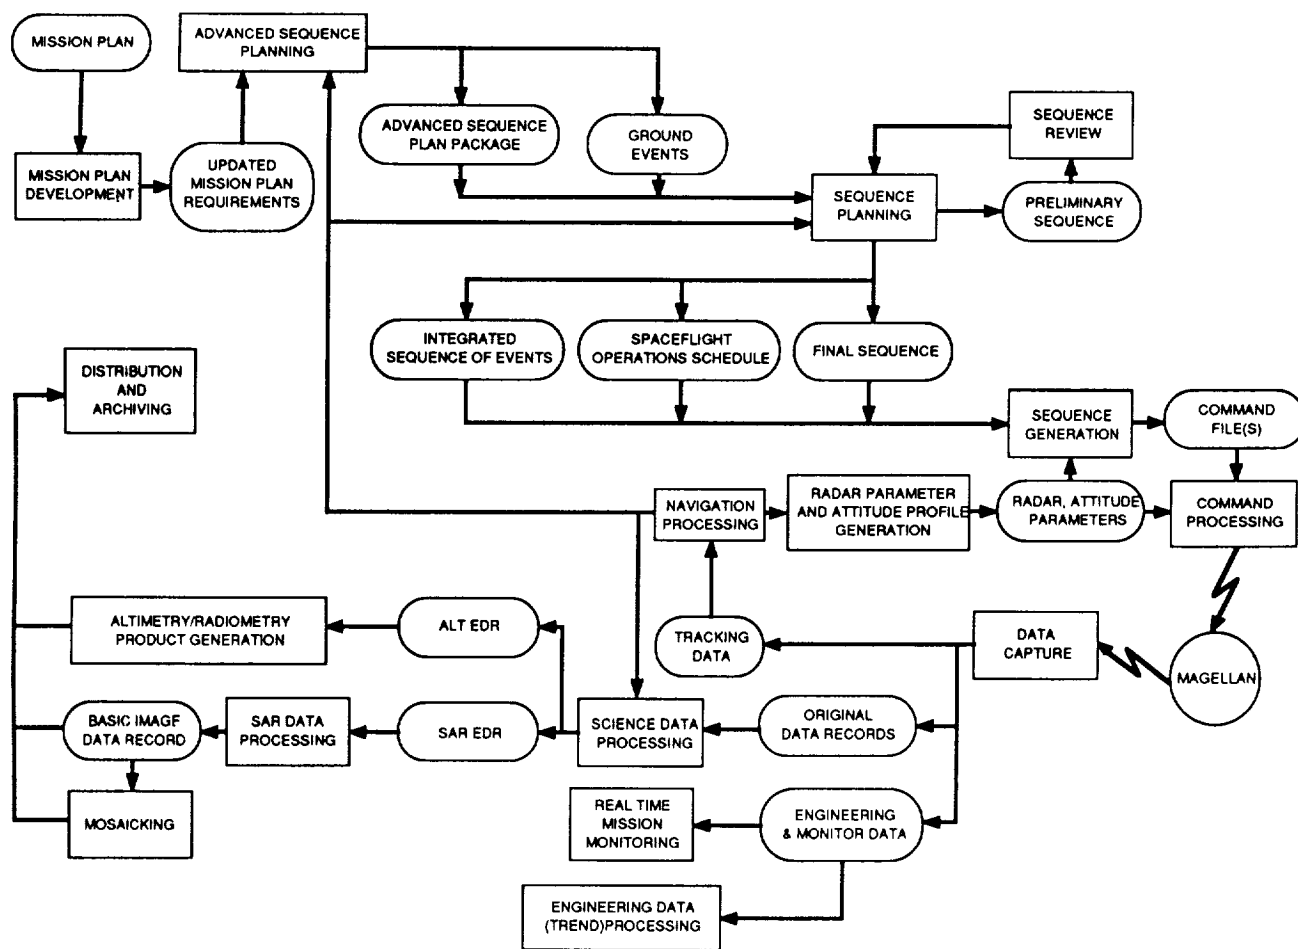 MISSION PLAN
ADVANCED SEQUENCE
PLANNING
ADVANCED SEQUENCE
PLAN PACKAGE
GROUND
EVENTS
SEQUENCE
REVIEW
MISSION PLAN
DEVELOPMENT
UPDATED
MISSION PLAN
REQUIREMENTS
SEQUENCE
PLANNING
PRELIMINARY
SEQUENCE
INTEGRATED
SEQUENCE OF EVENTS
SPACEFLIGHT
OPERATIONS SCHEDULE
FINAL SEQUENCE
DISTRIBUTION
AND
ARCHIVING
SEQUENCE
GENERATION
COMMAND
FILE(S)
NAVIGATION
PROCESSING
RADAR PARAMETER
AND ATTITUDE PROFILE
GENERATION
RADAR, ATTITUDE
PARAMETERS
COMMAND
PROCESSING
ALTIMETRY/RADIOMETRY
PRODUCT GENERATION
ALT EDR
TRACKING
DATA
DATA
CAPTURE
MAGELLAN
BASIC IMAGF
DATA RECORD
SAR DATA
PROCESSING
SAR EDR
SCIENCE DATA
PROCESSING
ORIGINAL
DATA RECORDS
MOSAICKING
REAL TIME
MISSION
MONITORING
ENGINEERING
& MONITOR DATA
ENGINEERING DATA
(TREND)PROCESSING